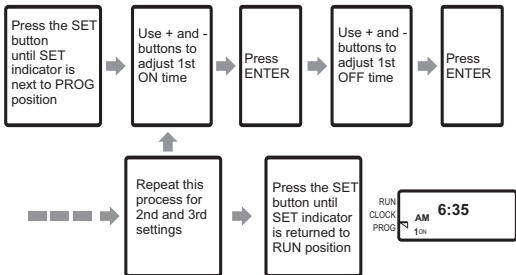 Press the SET
button
until SET
indicator is
next to PROG
position
Use + and -
buttons to
adjust 1st
ON time
Press
ENTER
Use + and -
buttons to
adjust 1st
OFF time
Press
ENTER
Repeat this
process for
2nd and 3rd
settings
Press the SET
button until
SET indicator
is returned to
RUN position
RUN
CLOCK
PROG
AM 6:35
1ON